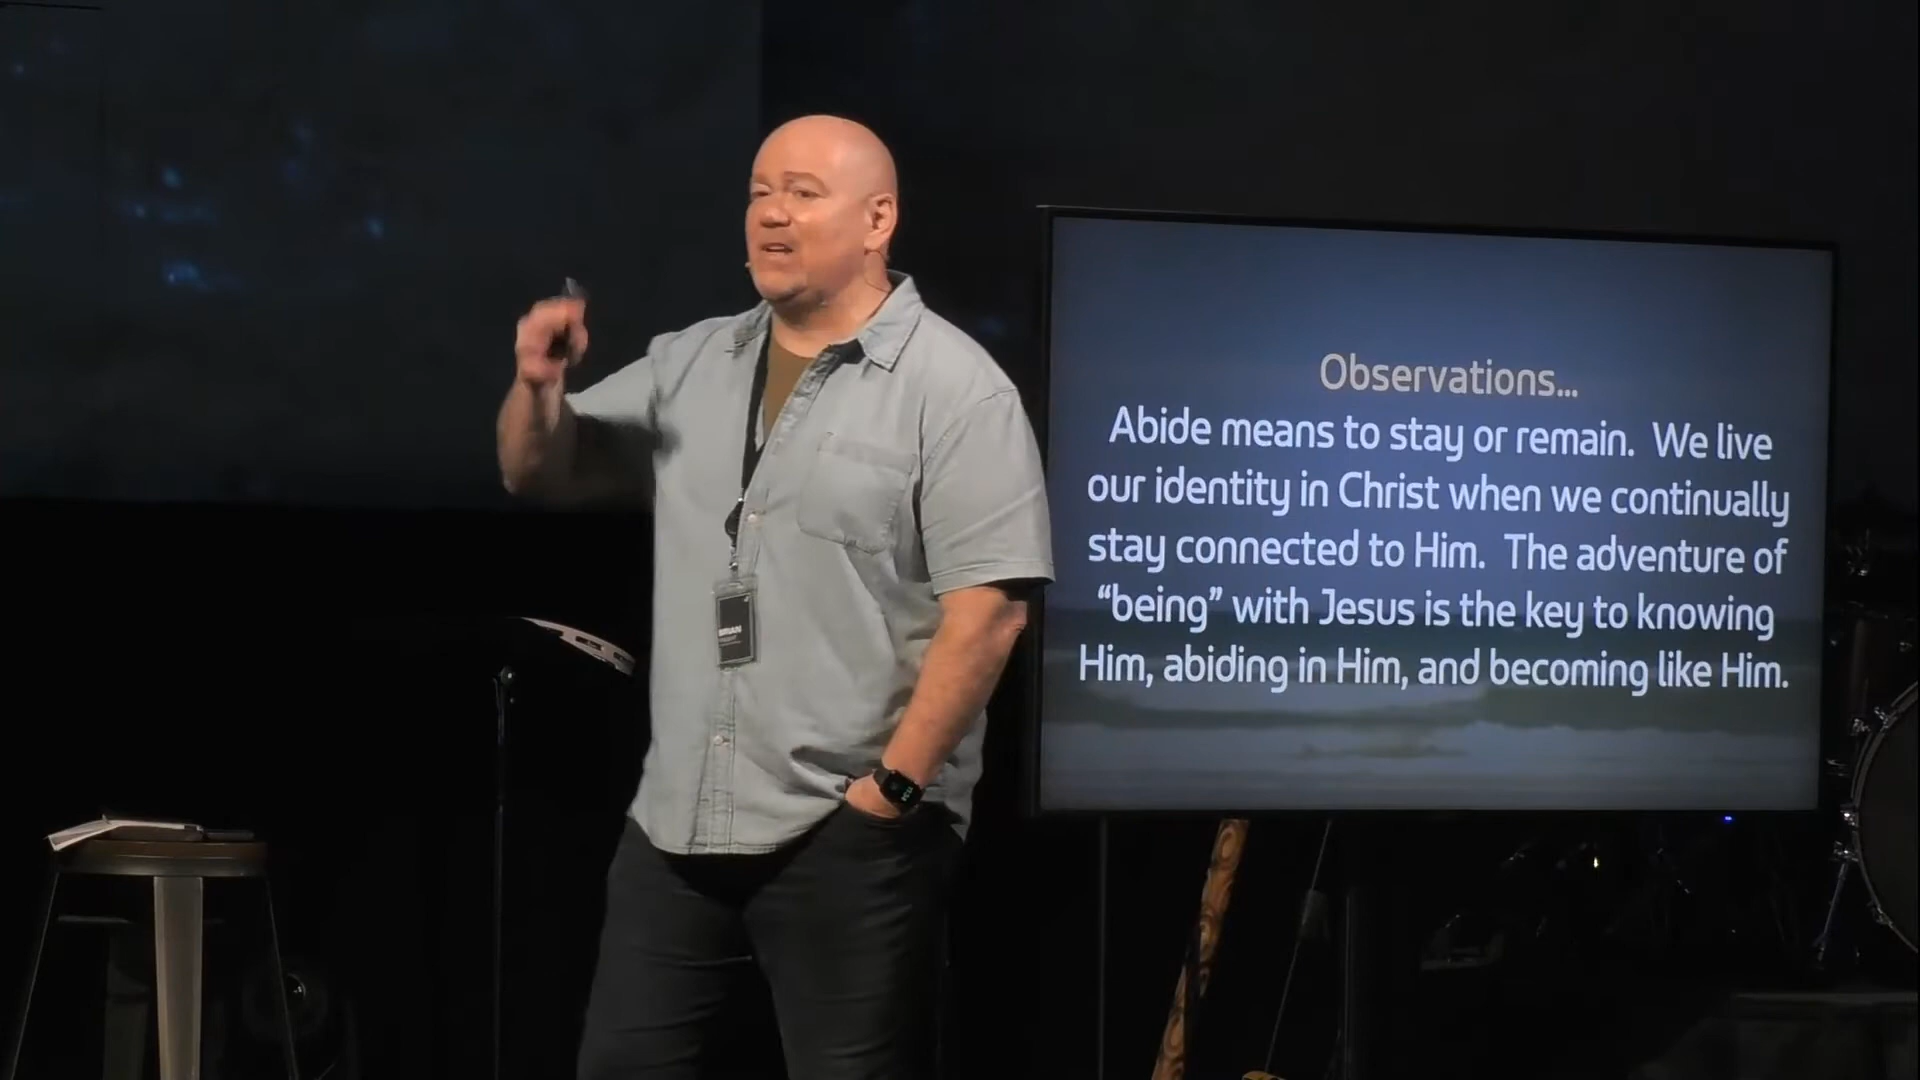 Observations...
Abide means to stay or remain. We live
our identity in Christ when we continually
stay connected to Him. The adventure of
“being” with Jesus is the key to knowing
Him, abiding in Him, and becoming like Him.
BRIAN